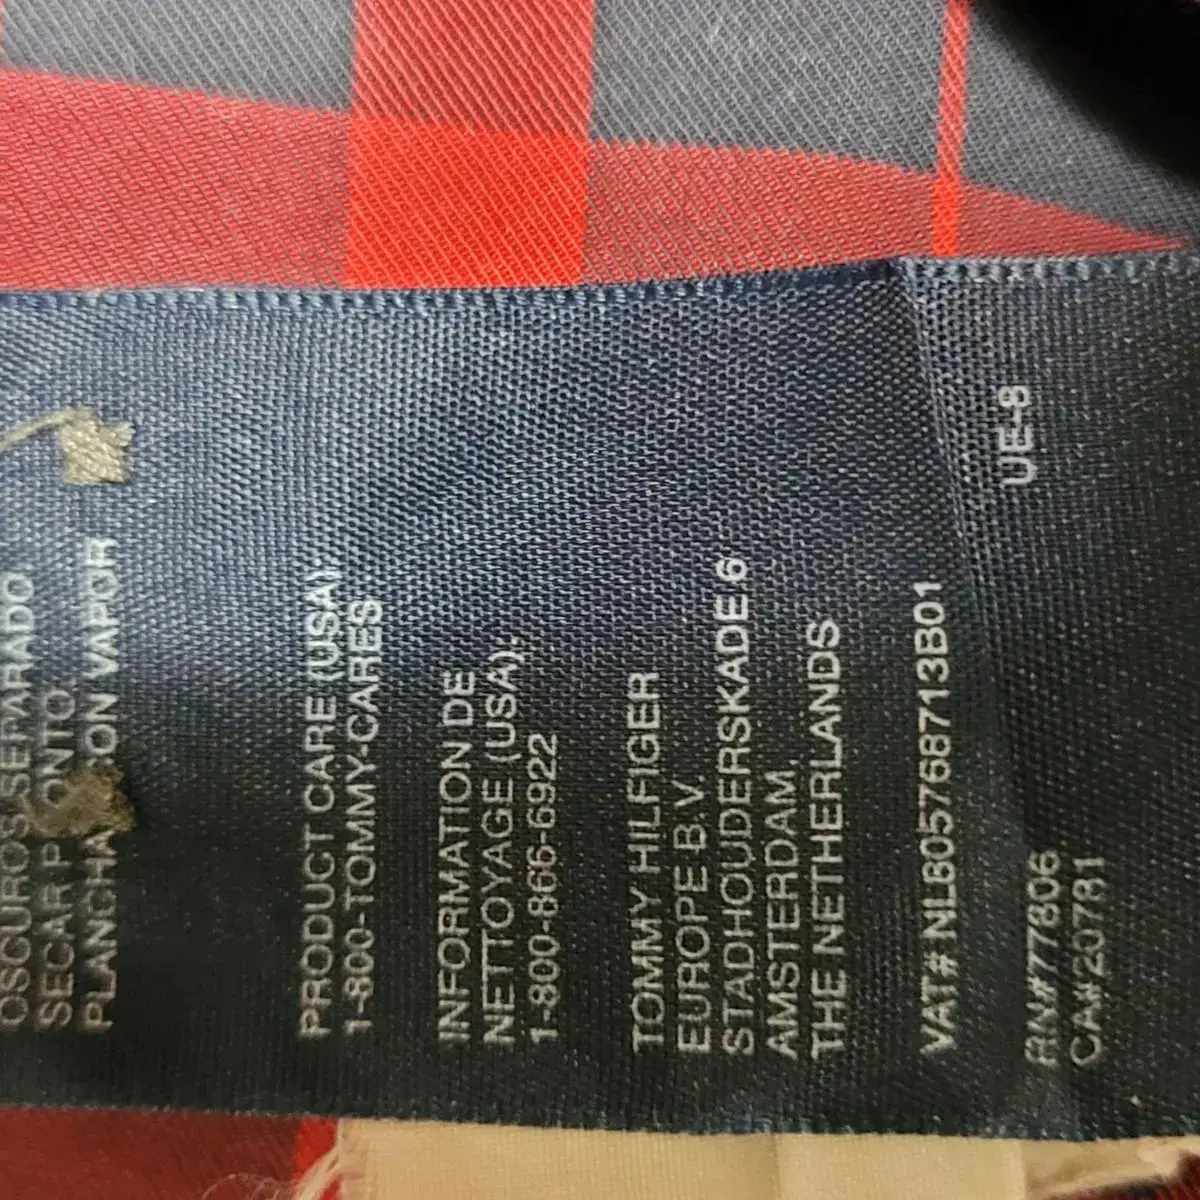 OSCUROS SEPARADO.
SECAR PRONTO.
PLANCHA CON VAPOR
PRODUCT CARE (USA):
1-800-TOMMY-CARES.
INFORMATION DE
NETTOYAGE (USA):
1-800-866-6922
TOMMY HILFIGER
EUROPE B.V.
STADHOUDERSKADE 6
AMSTERDAM,
THE NETHERLANDS
VAT# NL805768713B01
UE-8
RN#77806
CA#20781